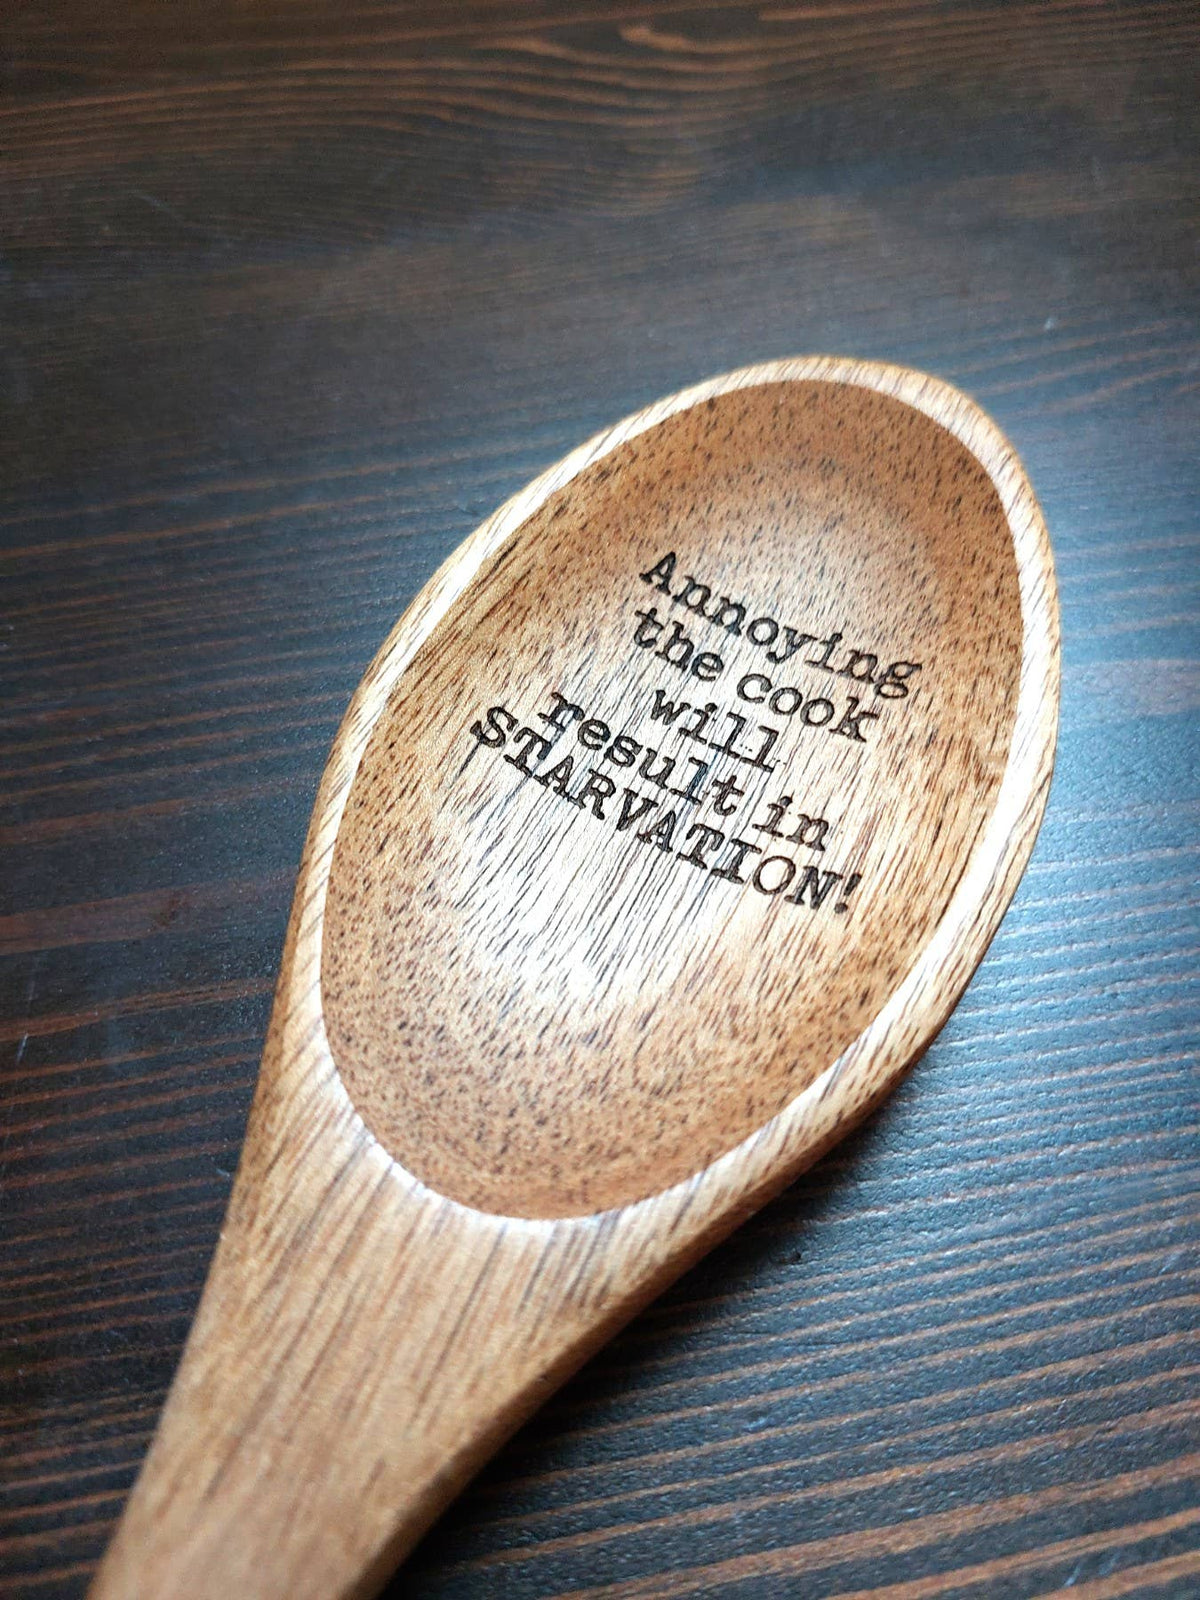 Annoying
the cook
will
result in
STARVATION!